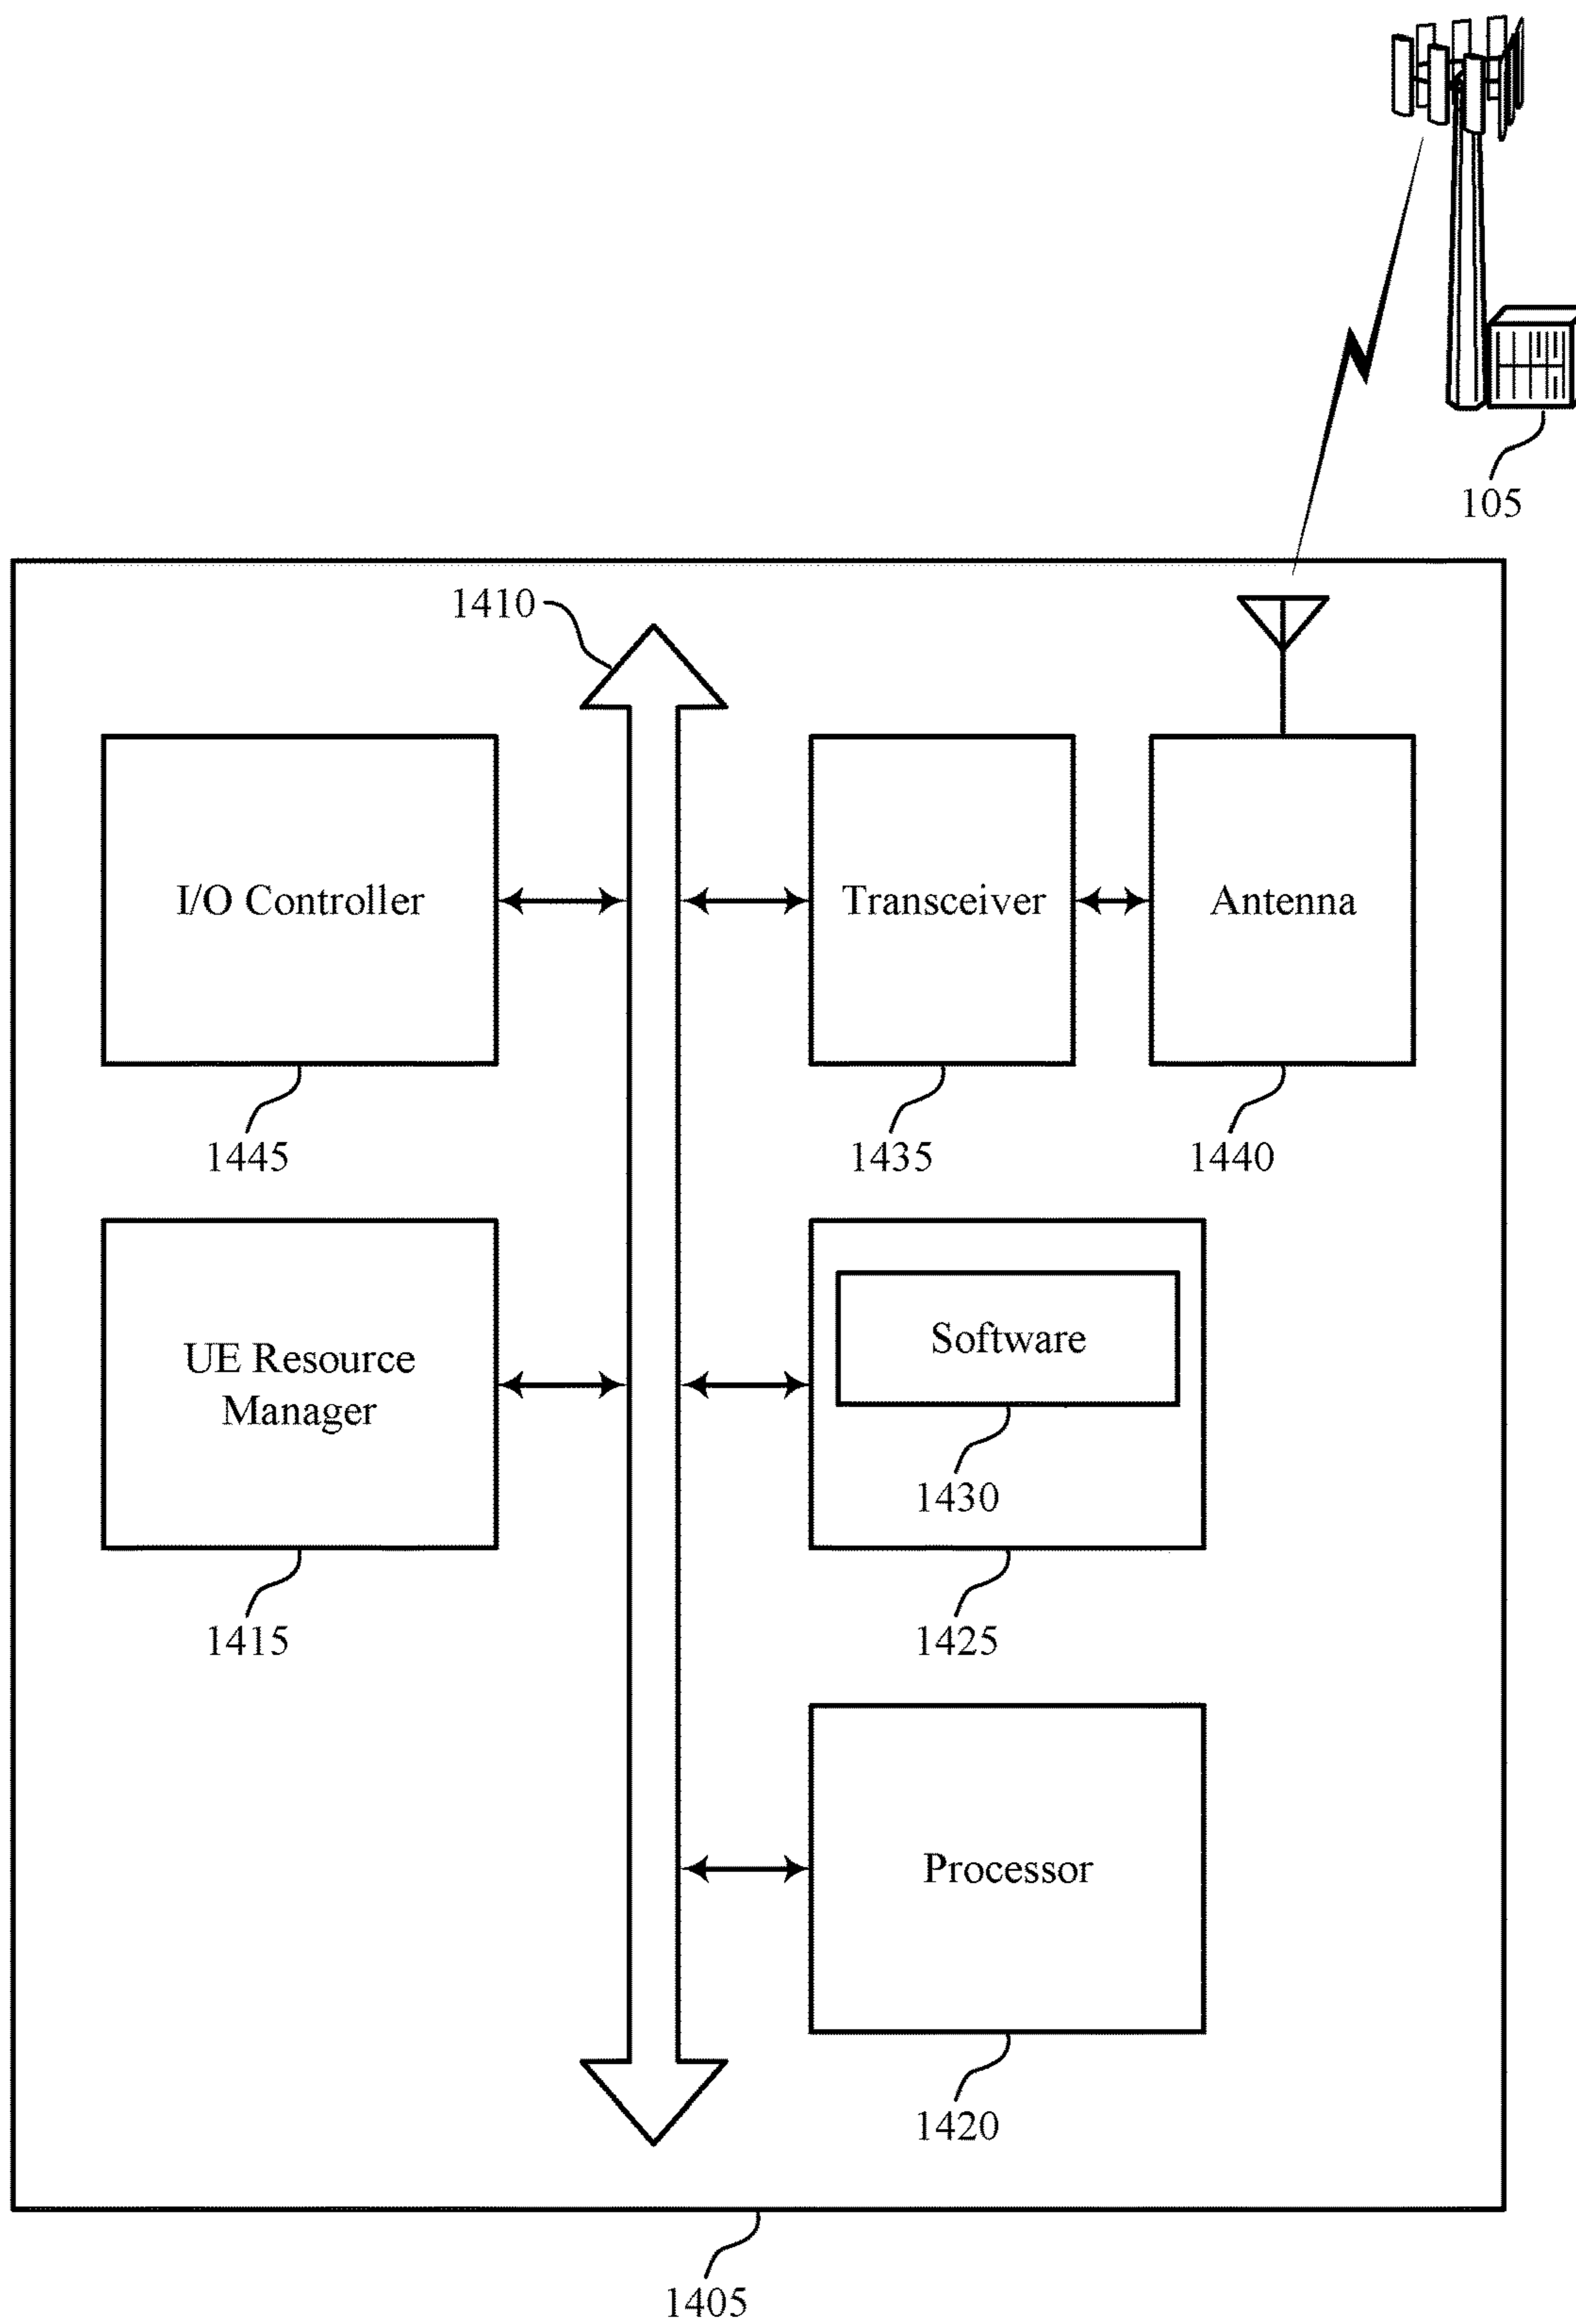 105
1410
I/O Controller
Transceiver
Antenna
1445
1435
1440
UE Resource
Manager
Software
1430
1415
1425
Processor
1420
1405